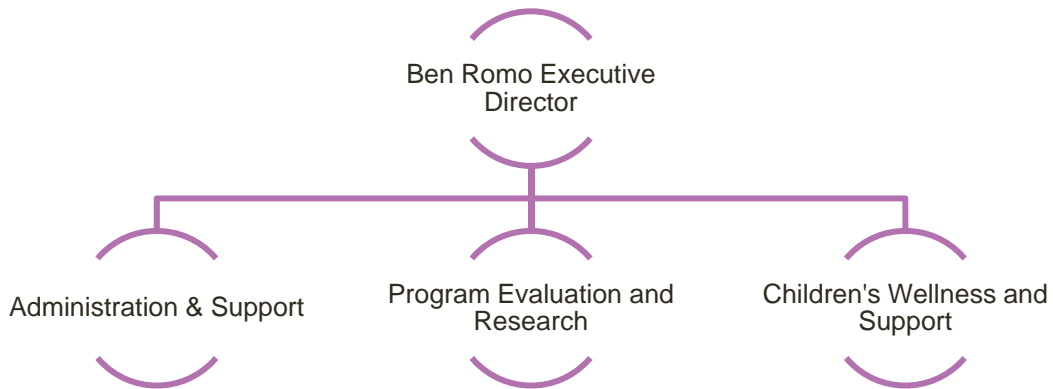 Ben Romo Executive
Director
Administration & Support
Program Evaluation and
Research
Children's Wellness and
Support